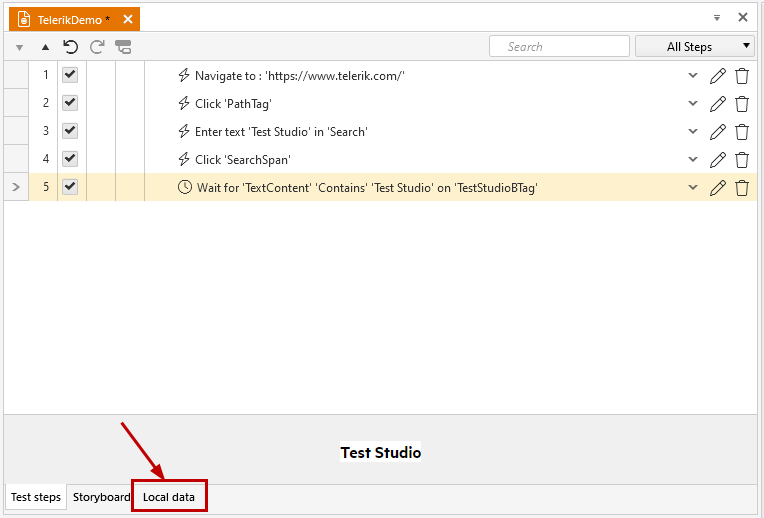 TelerikDemo *
Search
All Steps
1 Navigate to : 'https://www.telerik.com/'
2 Click 'PathTag'
3 Enter text 'Test Studio' in 'Search'
4 Click 'SearchSpan'
5 Wait for 'TextContent' 'Contains' 'Test Studio' on 'TestStudioBTag'
Test Studio
Test steps Storyboard Local data